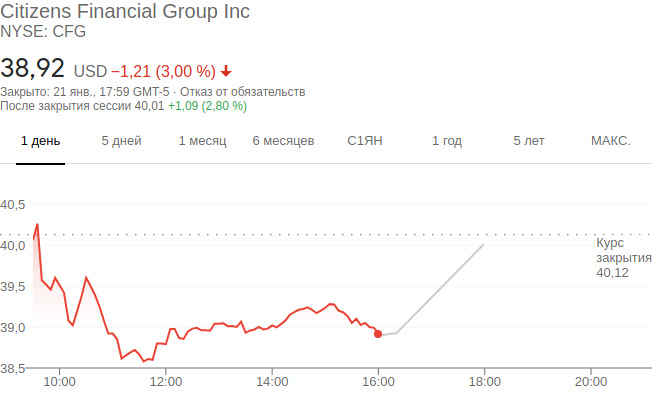 Citizens Financial Group Inc
NYSE: CFG
38,92 USD −1,21 (3,00 %)
Закрыто: 21 янв., 17:59 GMT-5 · Отказ от обязательств
После закрытия сессии 40,01 +1,09 (2,80 %)
1 день 5 дней 1 месяц 6 месяцев С1ЯН 1 год 5 лет МАКС.
40,5
40,0
39,5
39,0
38,5
Курс
закрытия
40,12
10:00 12:00 14:00 16:00 18:00 20:00